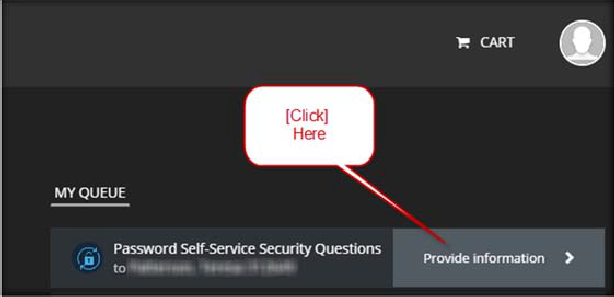 CART
[Click]
Here
MY QUEUE
Password Self-Service Security Questions
to
Provide information